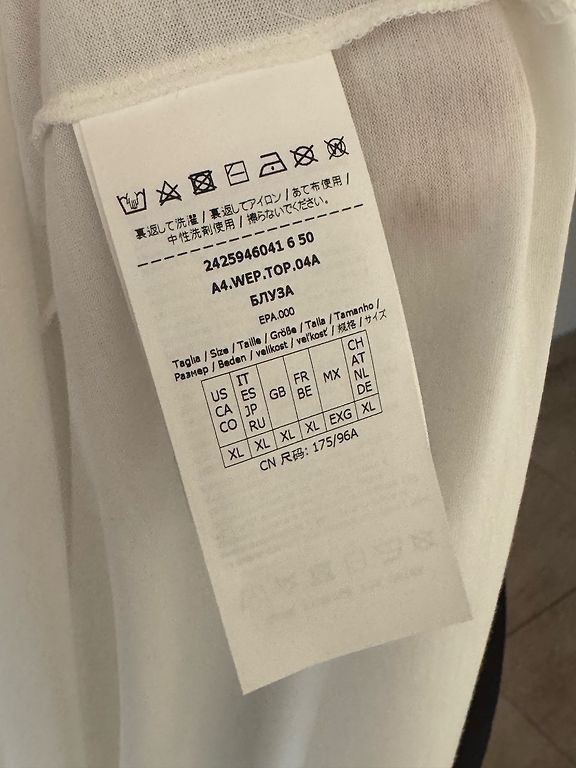 裏返して洗濯 / 裏返してアイロン / あて布使用 /
中性洗剤使用 / 擦らないでください。
2425946041 6 50
A4.WEP.TOP.04A
БЛУЗА
EPA.000
Taglia / Size / Taille / Größe / Talla / Tamanho /
Размер / Beden / velikost / veľkosť / 规格 / サイズ
US CA CO
IT ES JP RU
GB
FR BE
MX
CH AT NL DE
XL XL XL XL EXG XL
CN 尺码: 175/96A